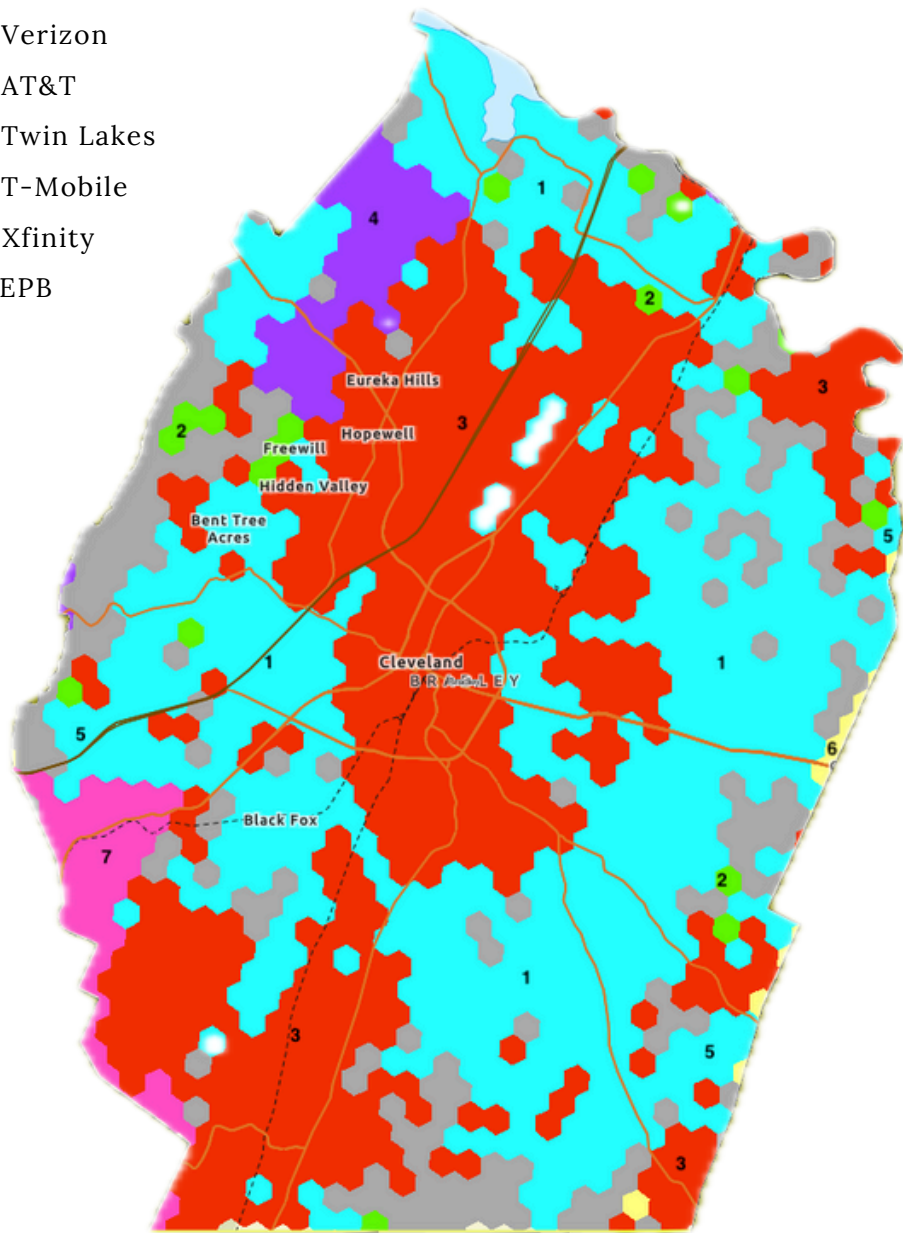 Verizon
AT&T
Twin Lakes
T-Mobile
Xfinity
EPB
1
4
2
3
3
Eureka Hills
Hopewell
2
Freewill
Hidden Valley
Bent Tree
Acres
5
1
Cleveland
1
5
6
Black Fox
7
2
1
3
5
3